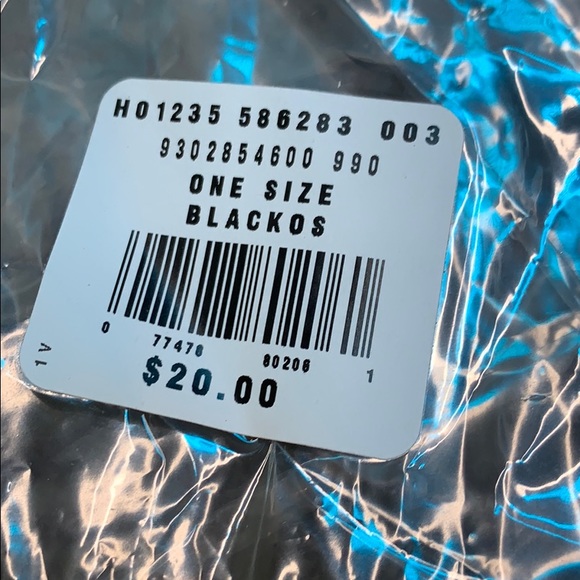 H01235 586283 003
9302854600 990
ONE SIZE
BLACKOS
0 77476 80206 1
$20.00
1V